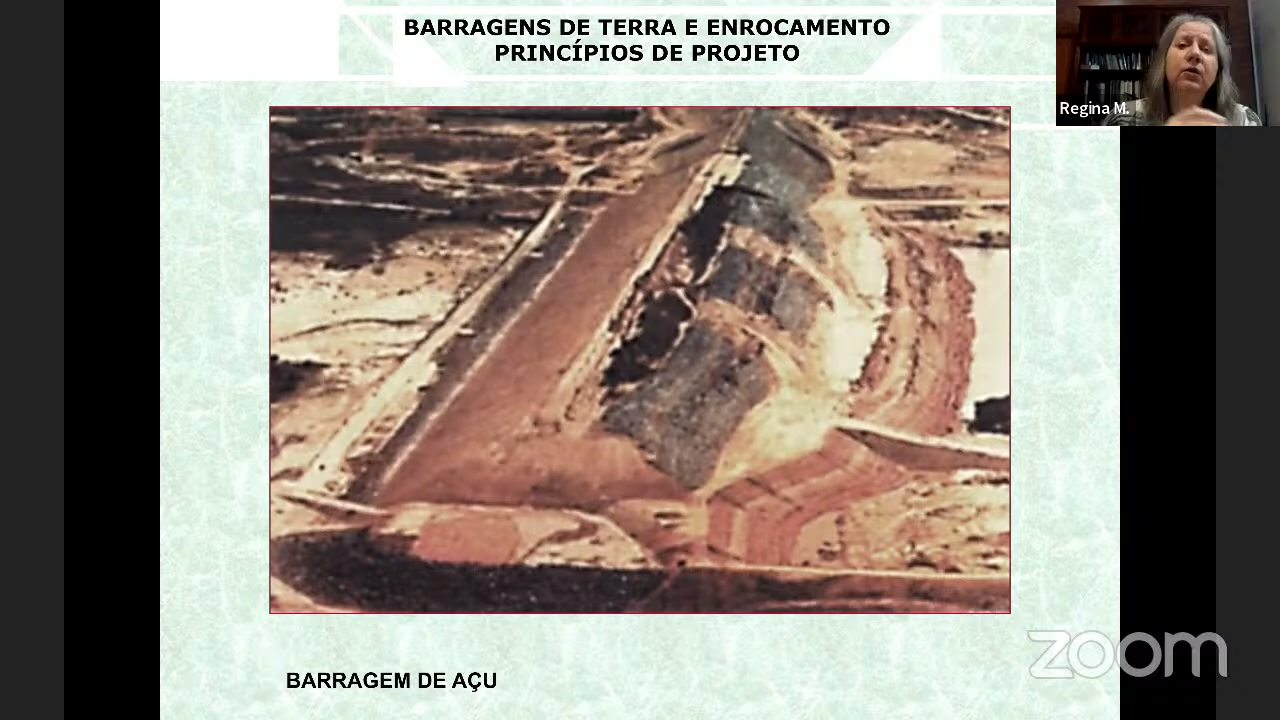 BARRAGENS DE TERRA E ENROCAMENTO
PRINCÍPIOS DE PROJETO
Regina M.
BARRAGEM DE AÇU
zoom